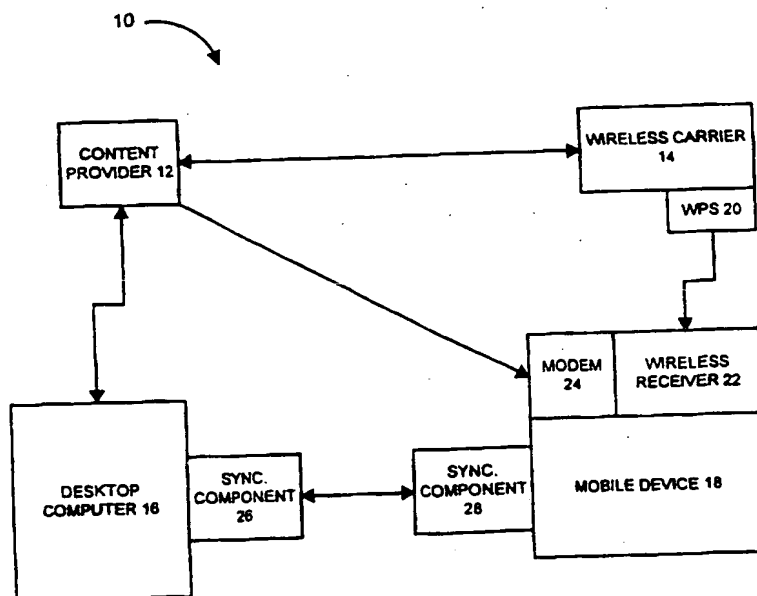 10
CONTENT
PROVIDER 12
WIRELESS CARRIER
14
WPS 20
MODEM
24
WIRELESS
RECEIVER 22
DESKTOP
COMPUTER 16
SYNC.
COMPONENT
26
SYNC.
COMPONENT
28
MOBILE DEVICE 18